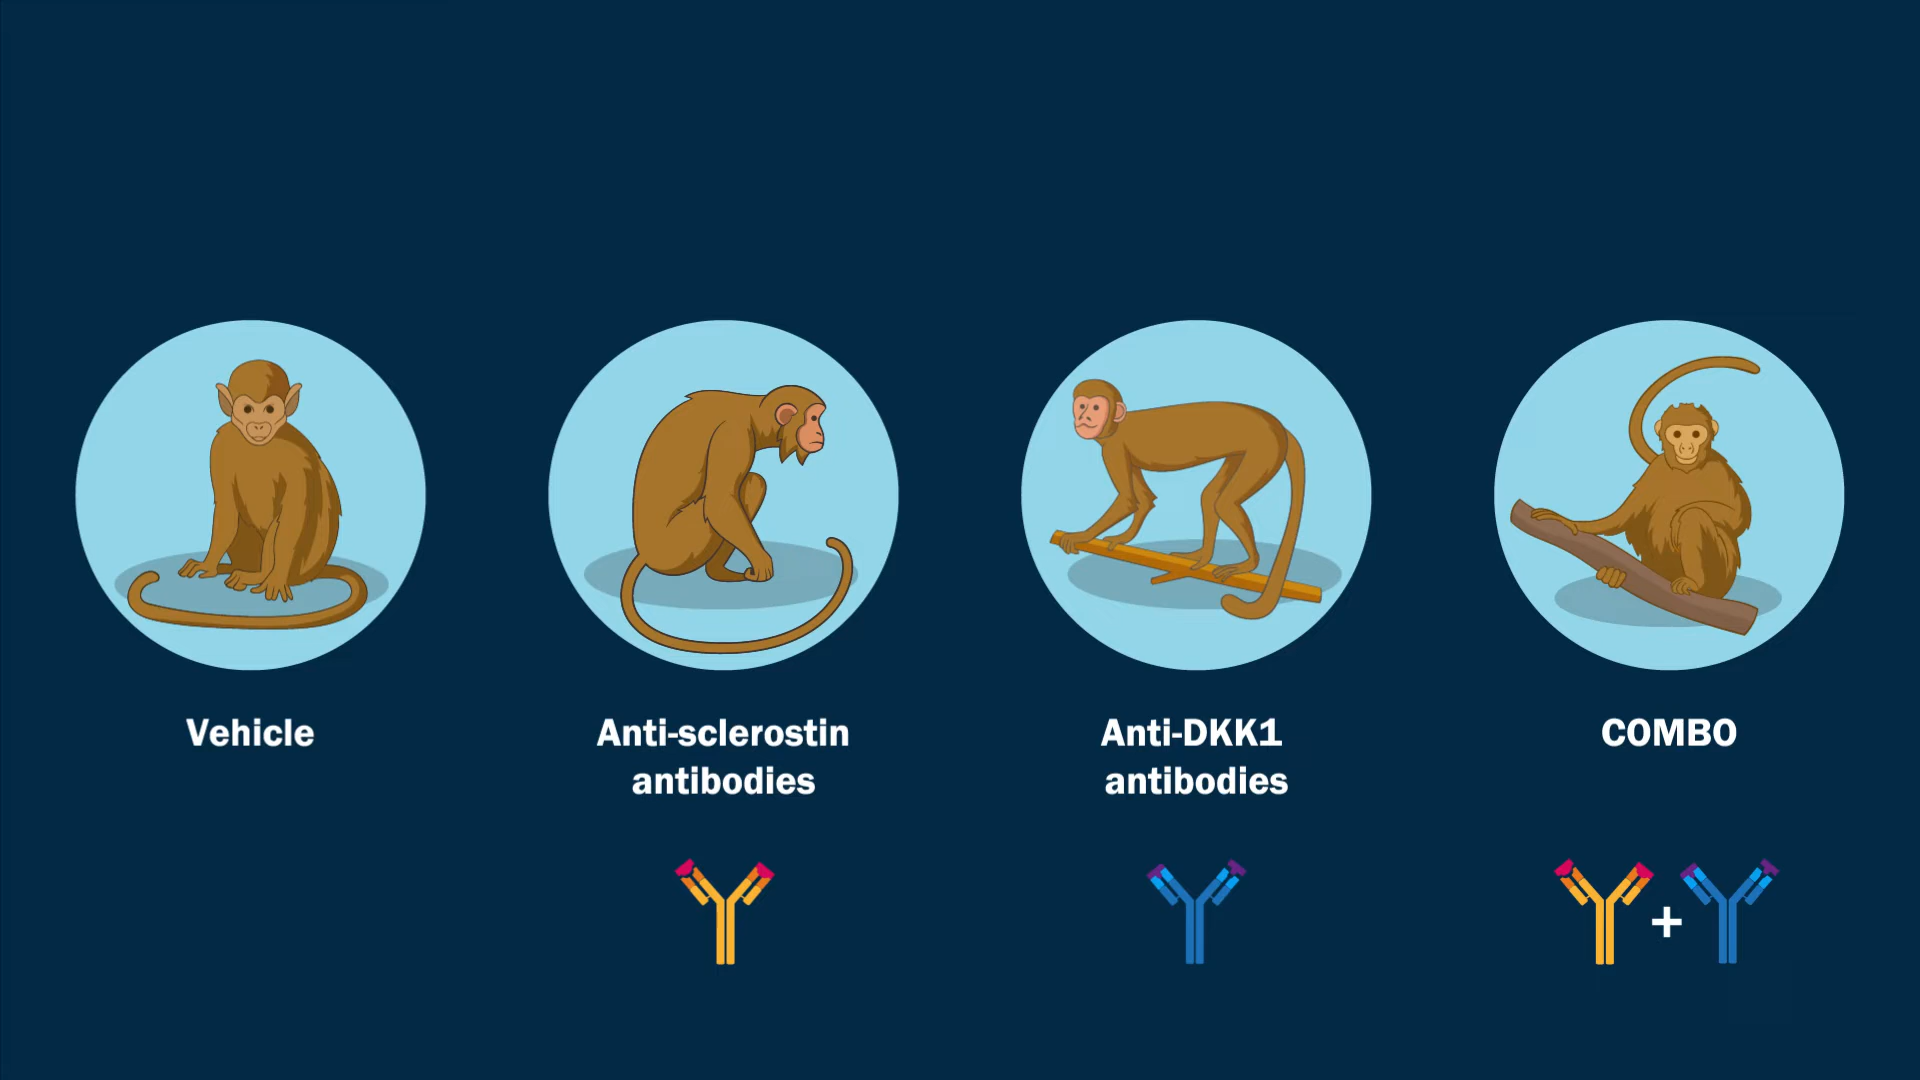 Vehicle
Anti-sclerostin
antibodies
Anti-DKK1
antibodies
COMBO
+